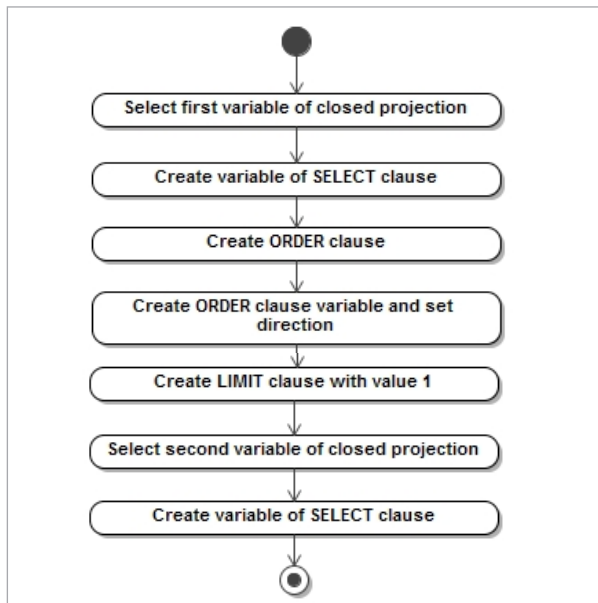 Select first variable of closed projection
Create variable of SELECT clause
Create ORDER clause
Create ORDER clause variable and set
direction
Create LIMIT clause with value 1
Select second variable of closed projection
Create variable of SELECT clause